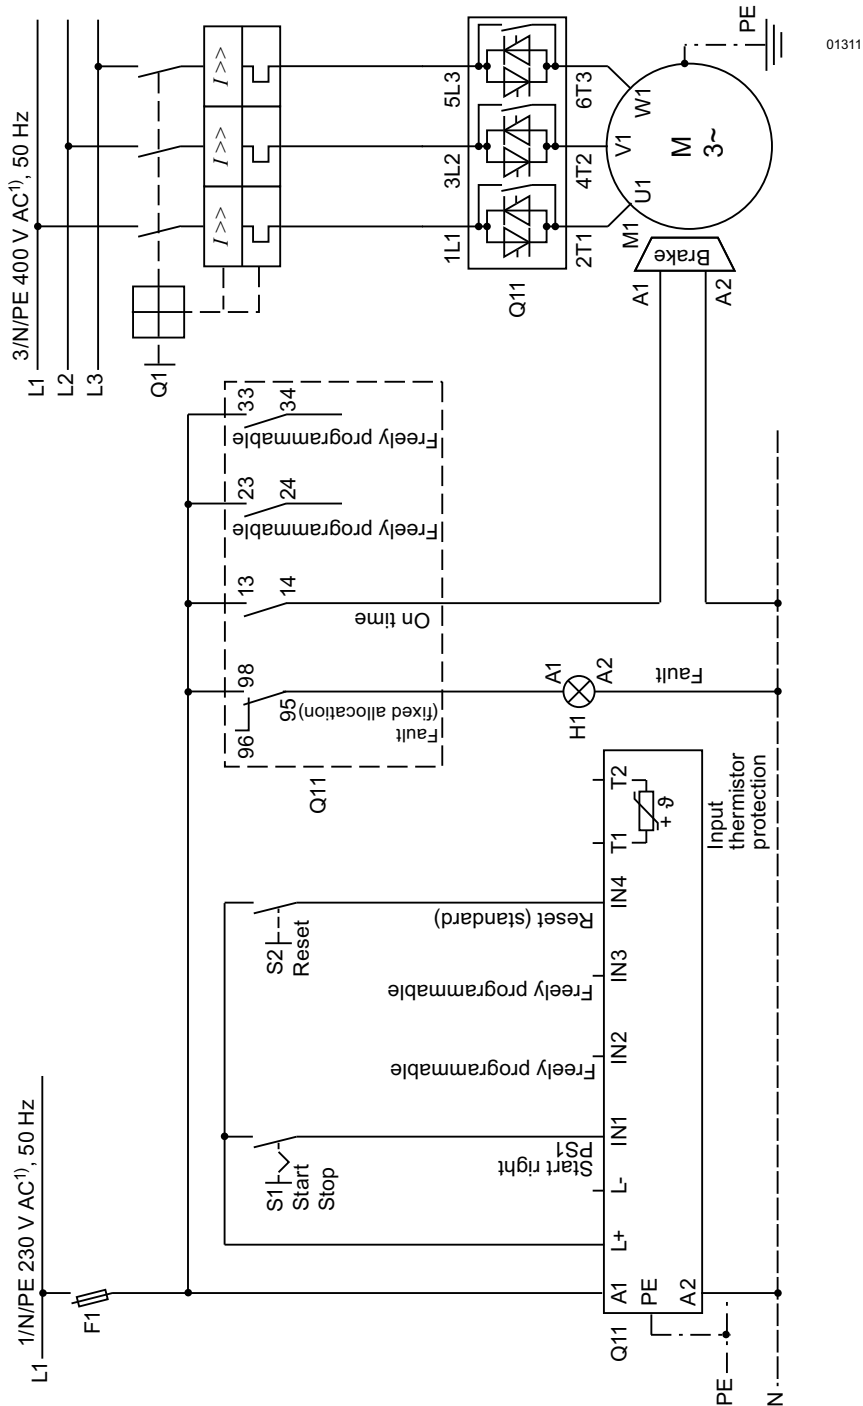 1/N/PE 230 V AC1), 50 Hz
L1
F1
3/N/PE 400 V AC1), 50 Hz
L1
L2
L3
Q1
I >>
I >>
I >>
S1
Start
Stop
S2
Reset
Q11
96
98
95
Fault
(fixed allocation)
13
14
On time
23
24
Freely programmable
33
34
Freely programmable
1L1
3L2
5L3
Q11
2T1
4T2
6T3
Start right
PS1
Freely programmable
Freely programmable
Reset (standard)
Q11
A1
L+
L-
IN1
IN2
IN3
IN4
T1
T2
PE
A2
+ ϑ
Input
thermistor
protection
H1
A1
A2
Fault
A1
A2
Brake
M1
U1
V1
W1
M
3~
PE
PE
N
01311